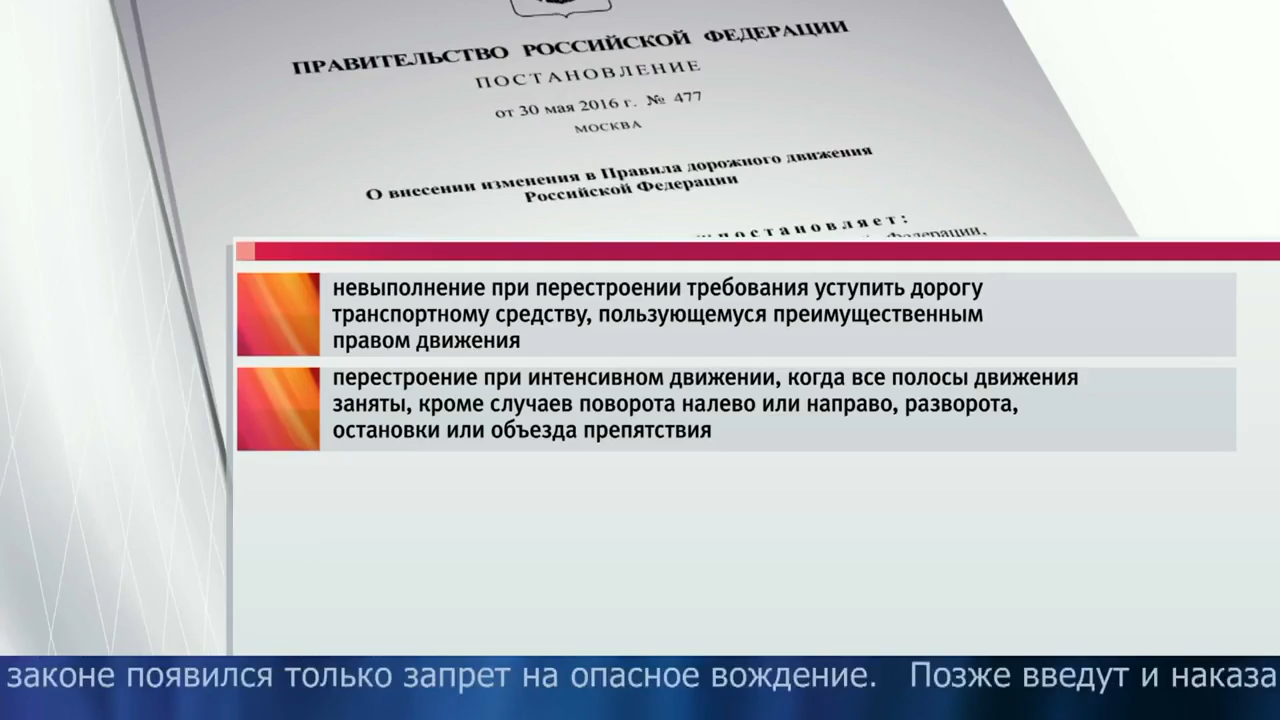 ПРАВИТЕЛЬСТВО РОССИЙСКОЙ ФЕДЕРАЦИИ
ПОСТАНОВЛЕНИЕ
от 30 мая 2016 г. № 477
МОСКВА
О внесении изменения в Правила дорожного движения
Российской Федерации
постановляет:
Федерации,
невыполнение при перестроении требования уступить дорогу
транспортному средству, пользующемуся преимущественным
правом движения
перестроение при интенсивном движении, когда все полосы движения
заняты, кроме случаев поворота налево или направо, разворота,
остановки или объезда препятствия
законе появился только запрет на опасное вождение. Позже введут и наказа